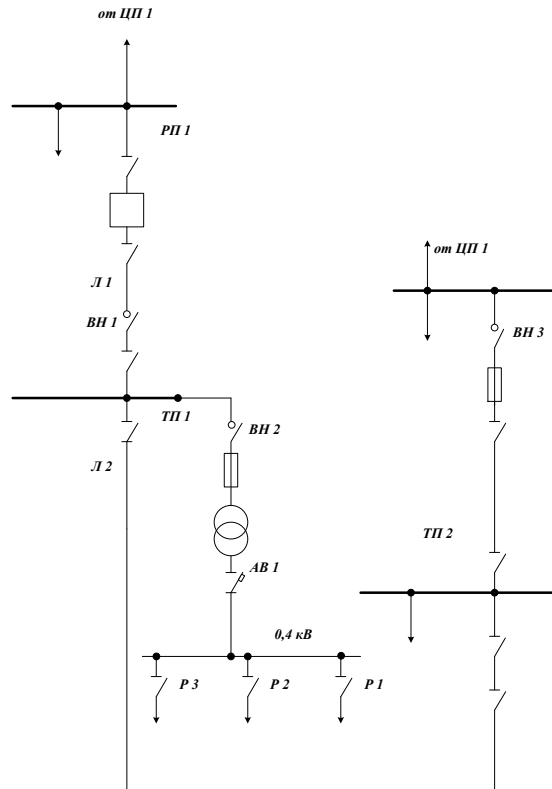 от ЦП 1
РП 1
Л 1
ВН 1
ТП 1
ВН 2
Л 2
АВ 1
0,4 кВ
Р 3
Р 2
Р 1
от ЦП 1
ВН 3
ТП 2